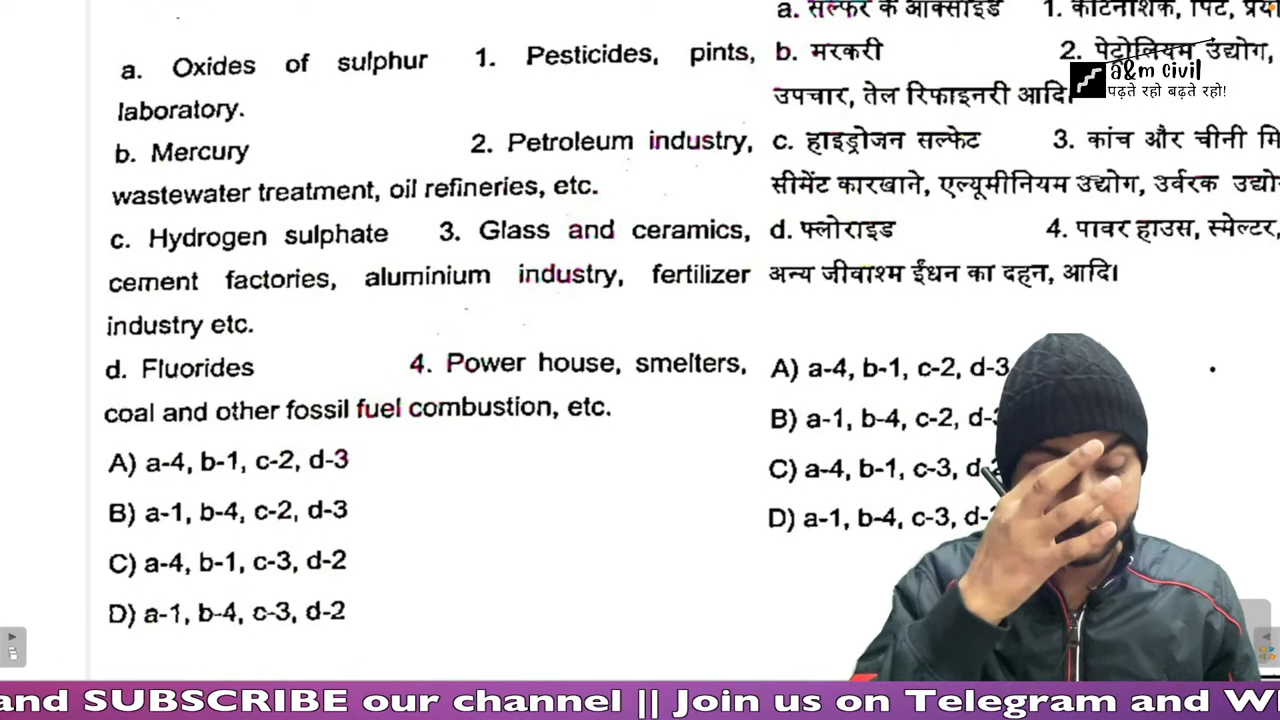 a. Oxides of sulphur 1. Pesticides, pints,
laboratory.
b. Mercury 2. Petroleum industry,
wastewater treatment, oil refineries, etc.
c. Hydrogen sulphate 3. Glass and ceramics,
cement factories, aluminium industry, fertilizer
industry etc.
d. Fluorides 4. Power house, smelters,
coal and other fossil fuel combustion, etc.
A) a-4, b-1, c-2, d-3
B) a-1, b-4, c-2, d-3
C) a-4, b-1, c-3, d-2
D) a-1, b-4, c-3, d-2
a. सल्फर के ऑक्साइड 1. कीटनाशक, पिंट,
b. मरकरी 2. पेट्रोलियम उद्योग,
उपचार, तेल रिफाइनरी आदि।
c. हाइड्रोजन सल्फेट 3. कांच और चीनी
सीमेंट कारखाने, एल्यूमीनियम उद्योग, उर्वरक
d. फ्लोराइड 4. पावर हाउस, स्मेल्टर,
अन्य जीवाश्म ईंधन का दहन, आदि।
A) a-4, b-1, c-2, d-3
B) a-1, b-4, c-2,
C) a-4, b-1, c-3,
D) a-1, b-4, c-3,
a&m civil
पढ़ते रहो बढ़ते रहो!
and SUBSCRIBE our channel || Join us on Telegram and